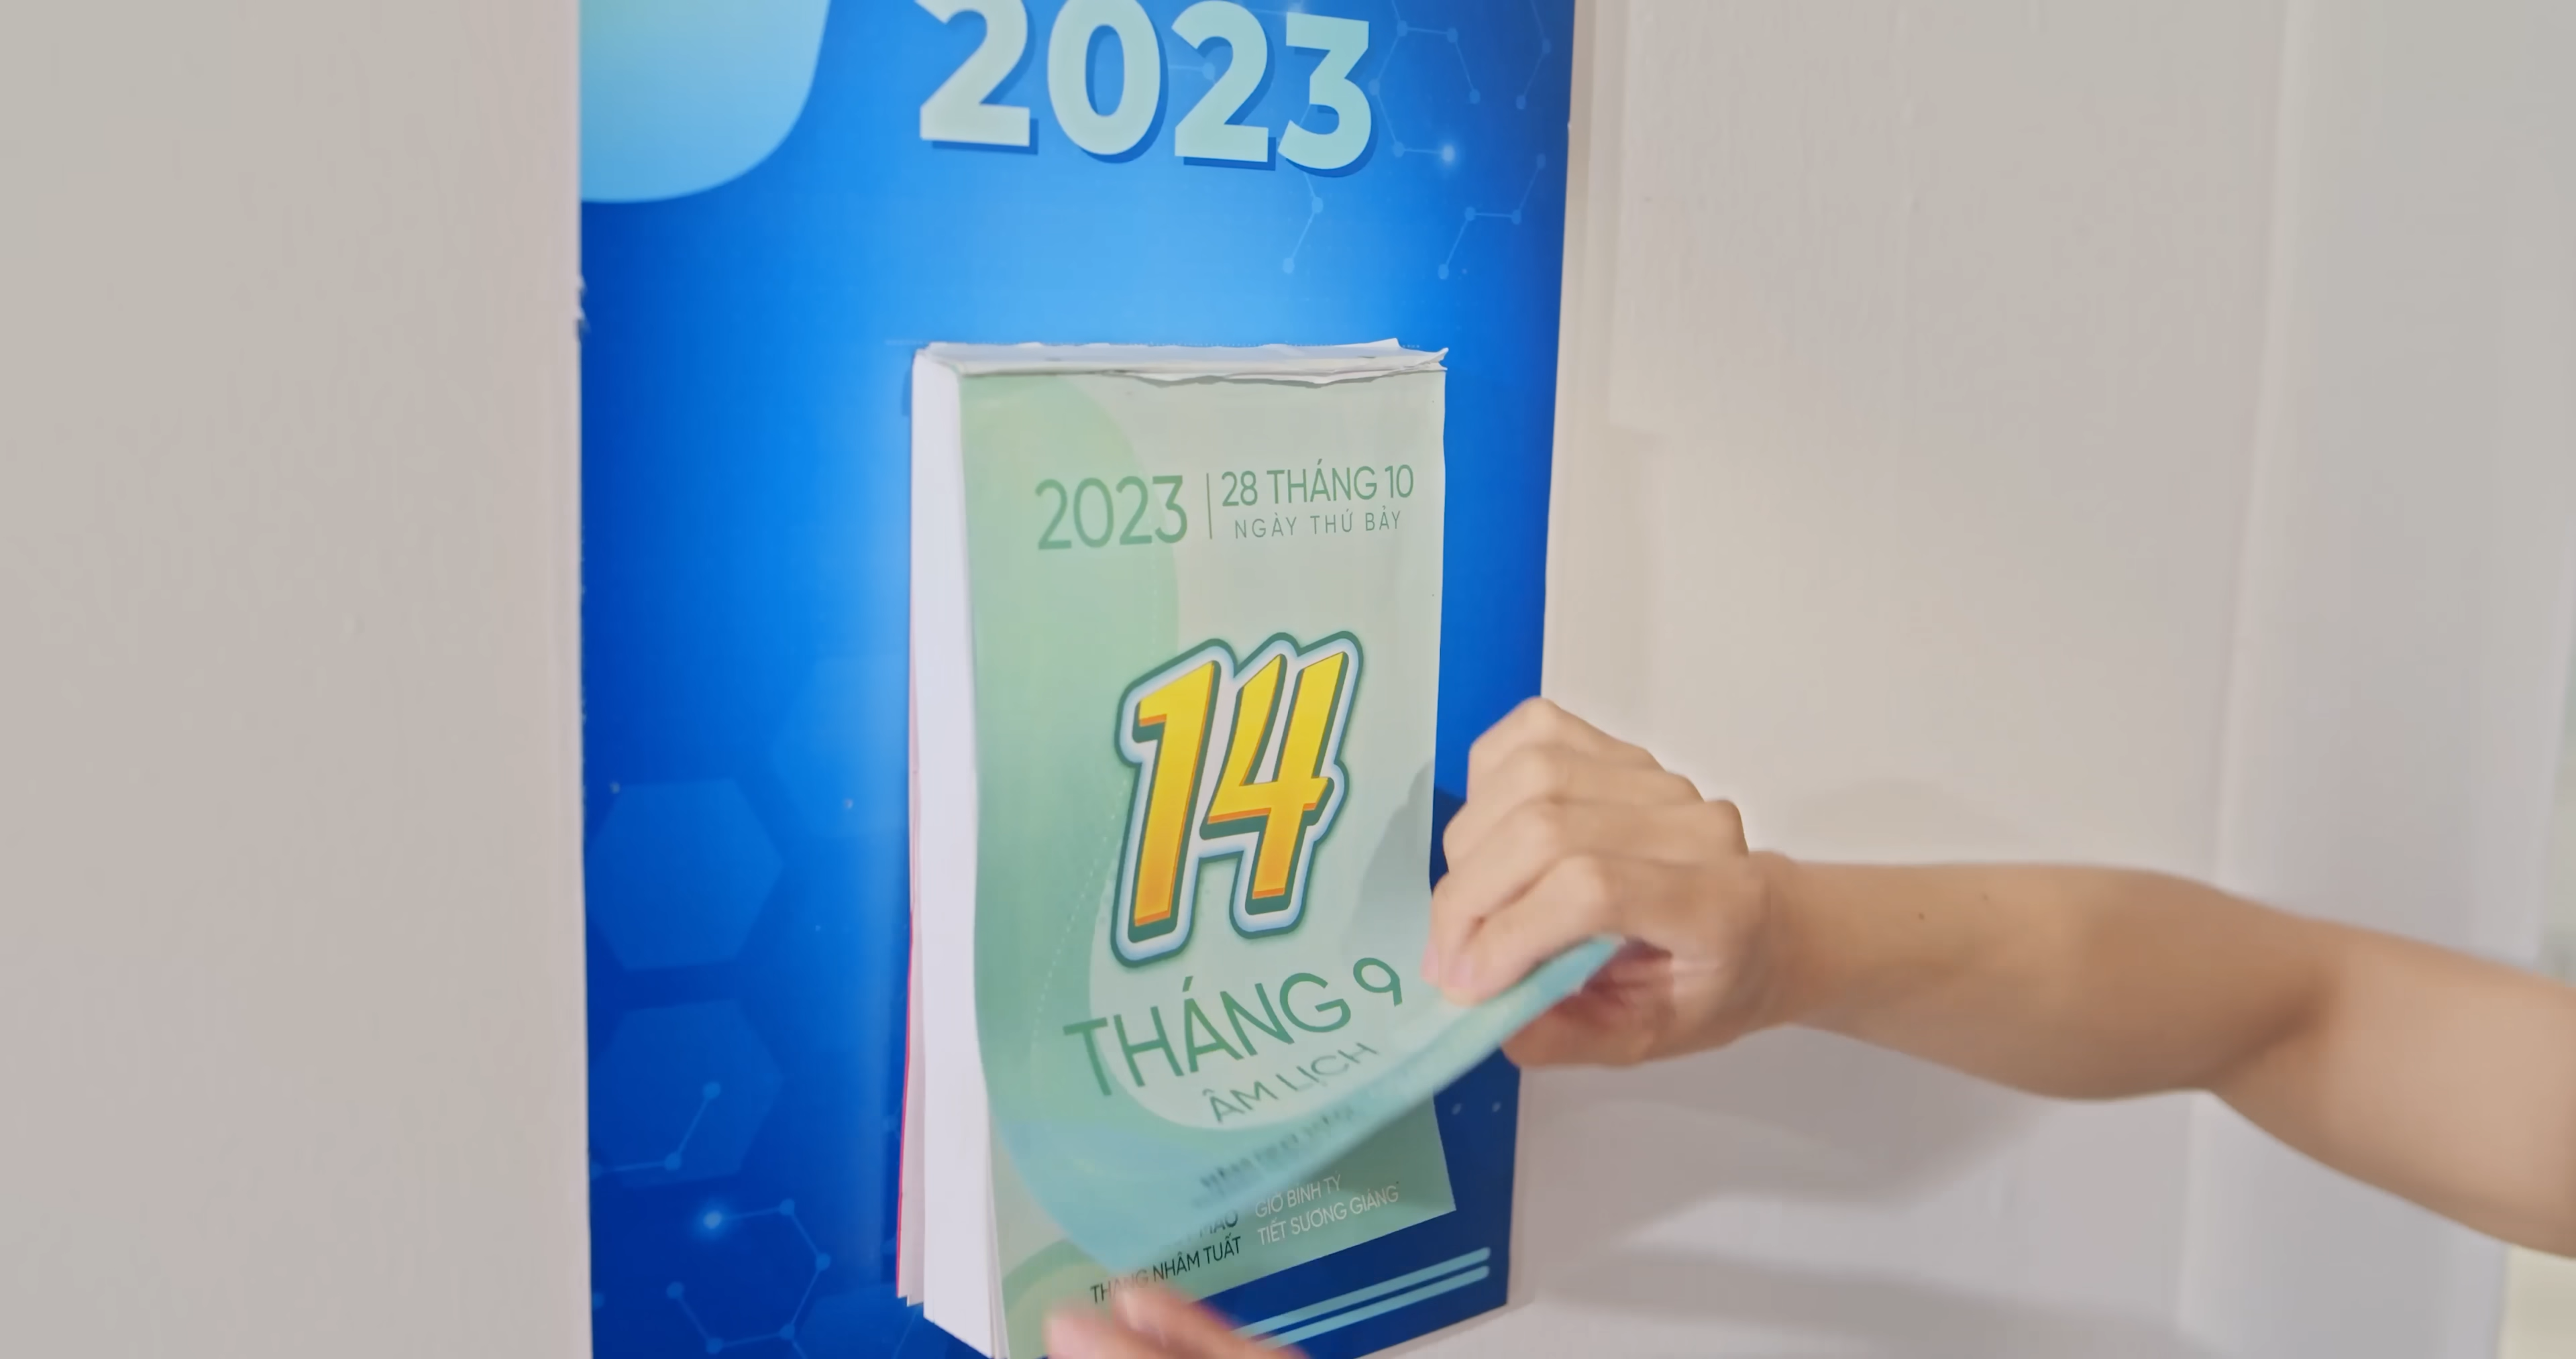 2023
2023
28 THÁNG 10
NGÀY THỨ BẢY
14
THÁNG 9
ÂM LỊCH
GIỜ BÍNH TÝ
TIẾT SƯƠNG GIÁNG
THÁNG NHÂM TUẤT